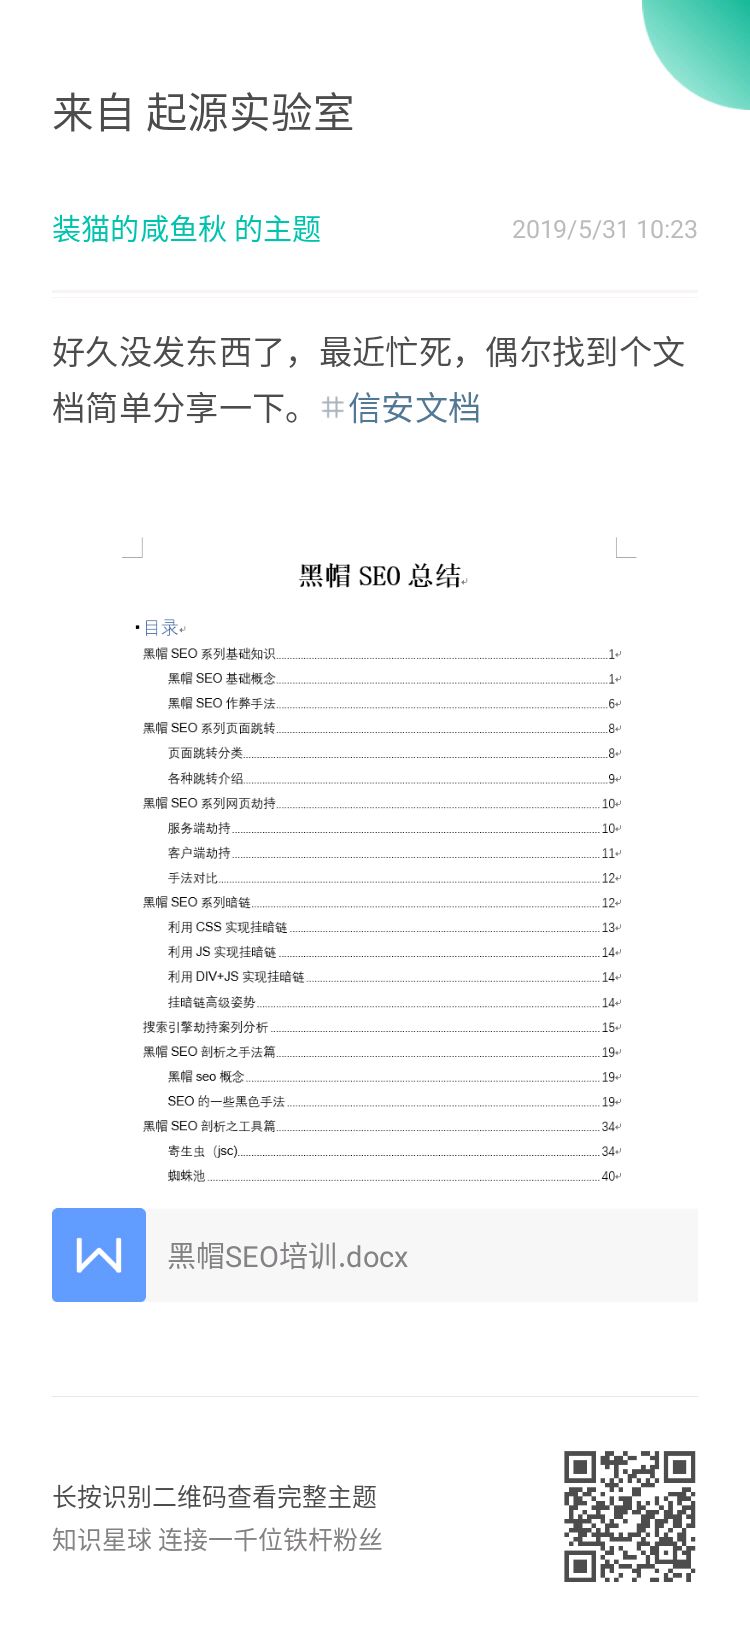 来自 起源实验室
装猫的咸鱼秋 的主题
2019/5/31 10:23
好久没发东西了，最近忙死，偶尔找到个文
档简单分享一下。#信安文档
黑帽 SEO 总结
目录
黑帽 SEO 系列基础知识 1
黑帽 SEO 基础概念 1
黑帽 SEO 作弊手法 6
黑帽 SEO 系列页面跳转 8
页面跳转分类 8
各种跳转介绍 9
黑帽 SEO 系列网页劫持 10
服务端劫持 10
客户端劫持 11
手法对比 12
黑帽 SEO 系列暗链 12
利用 CSS 实现挂暗链 13
利用 JS 实现挂暗链 14
利用 DIV+JS 实现挂暗链 14
挂暗链高级姿势 14
搜索引擎劫持案列分析 15
黑帽 SEO 剖析之手法篇 19
黑帽 seo 概念 19
SEO 的一些黑色手法 19
黑帽 SEO 剖析之工具篇 34
寄生虫（jsc) 34
蜘蛛池 40
黑帽SEO培训.docx
长按识别二维码查看完整主题
知识星球 连接一千位铁杆粉丝